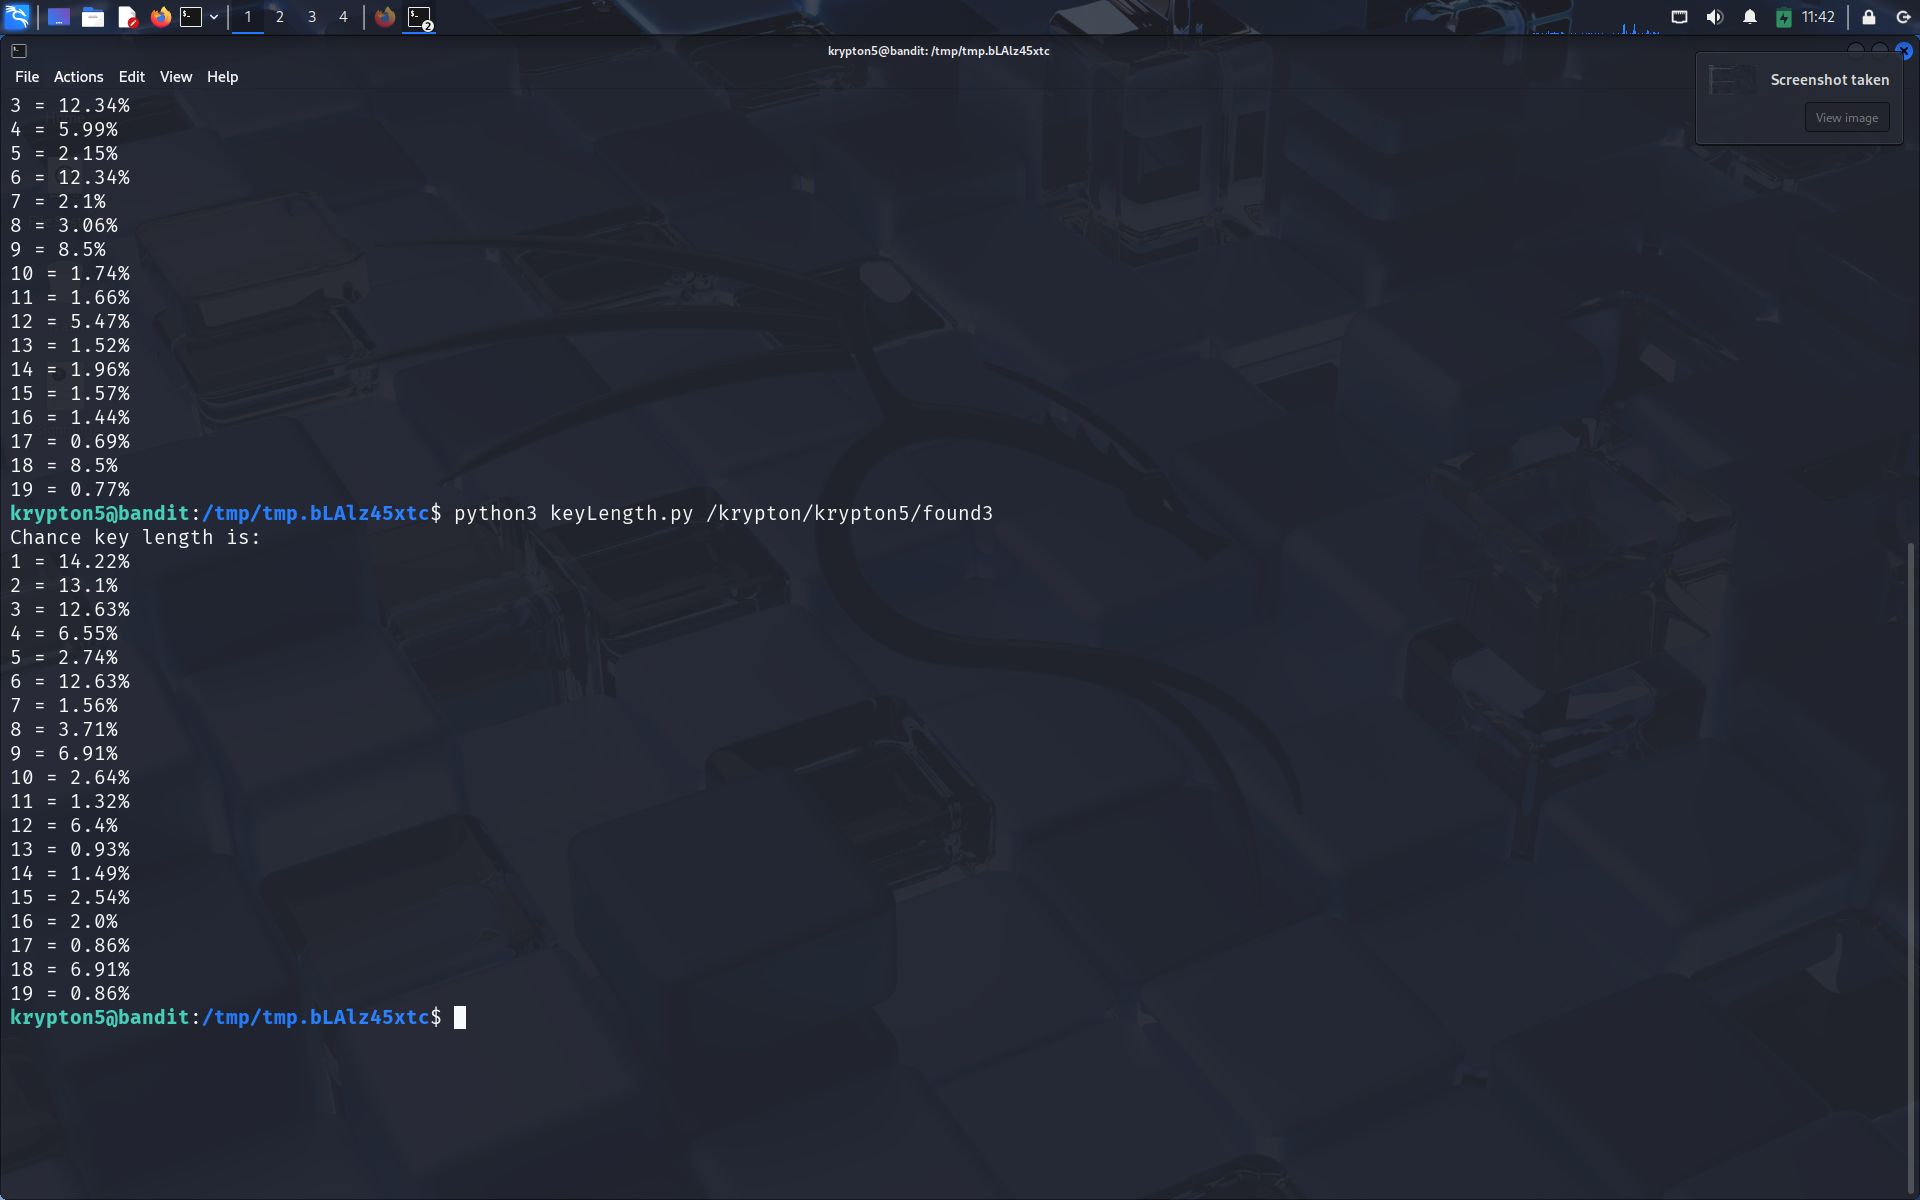 1 2 3 4 2 11:42
krypton5@bandit: /tmp/tmp.bLAlz45xtc
File Actions Edit View Help
Screenshot taken
View image
3 = 12.34%
4 = 5.99%
5 = 2.15%
6 = 12.34%
7 = 2.1%
8 = 3.06%
9 = 8.5%
10 = 1.74%
11 = 1.66%
12 = 5.47%
13 = 1.52%
14 = 1.96%
15 = 1.57%
16 = 1.44%
17 = 0.69%
18 = 8.5%
19 = 0.77%
krypton5@bandit:/tmp/tmp.bLAlz45xtc$ python3 keyLength.py /krypton/krypton5/found3
Chance key length is:
1 = 14.22%
2 = 13.1%
3 = 12.63%
4 = 6.55%
5 = 2.74%
6 = 12.63%
7 = 1.56%
8 = 3.71%
9 = 6.91%
10 = 2.64%
11 = 1.32%
12 = 6.4%
13 = 0.93%
14 = 1.49%
15 = 2.54%
16 = 2.0%
17 = 0.86%
18 = 6.91%
19 = 0.86%
krypton5@bandit:/tmp/tmp.bLAlz45xtc$